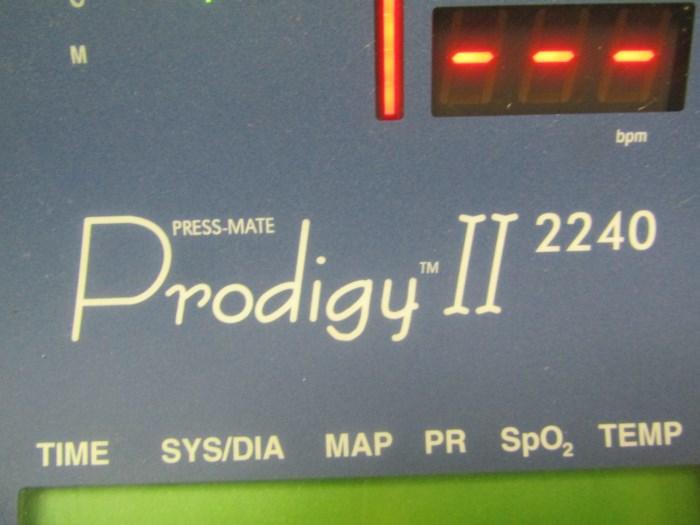 M
- - -
bpm
PRESS-MATE
Prodigy™ II 2240
TIME SYS/DIA MAP PR SpO₂ TEMP